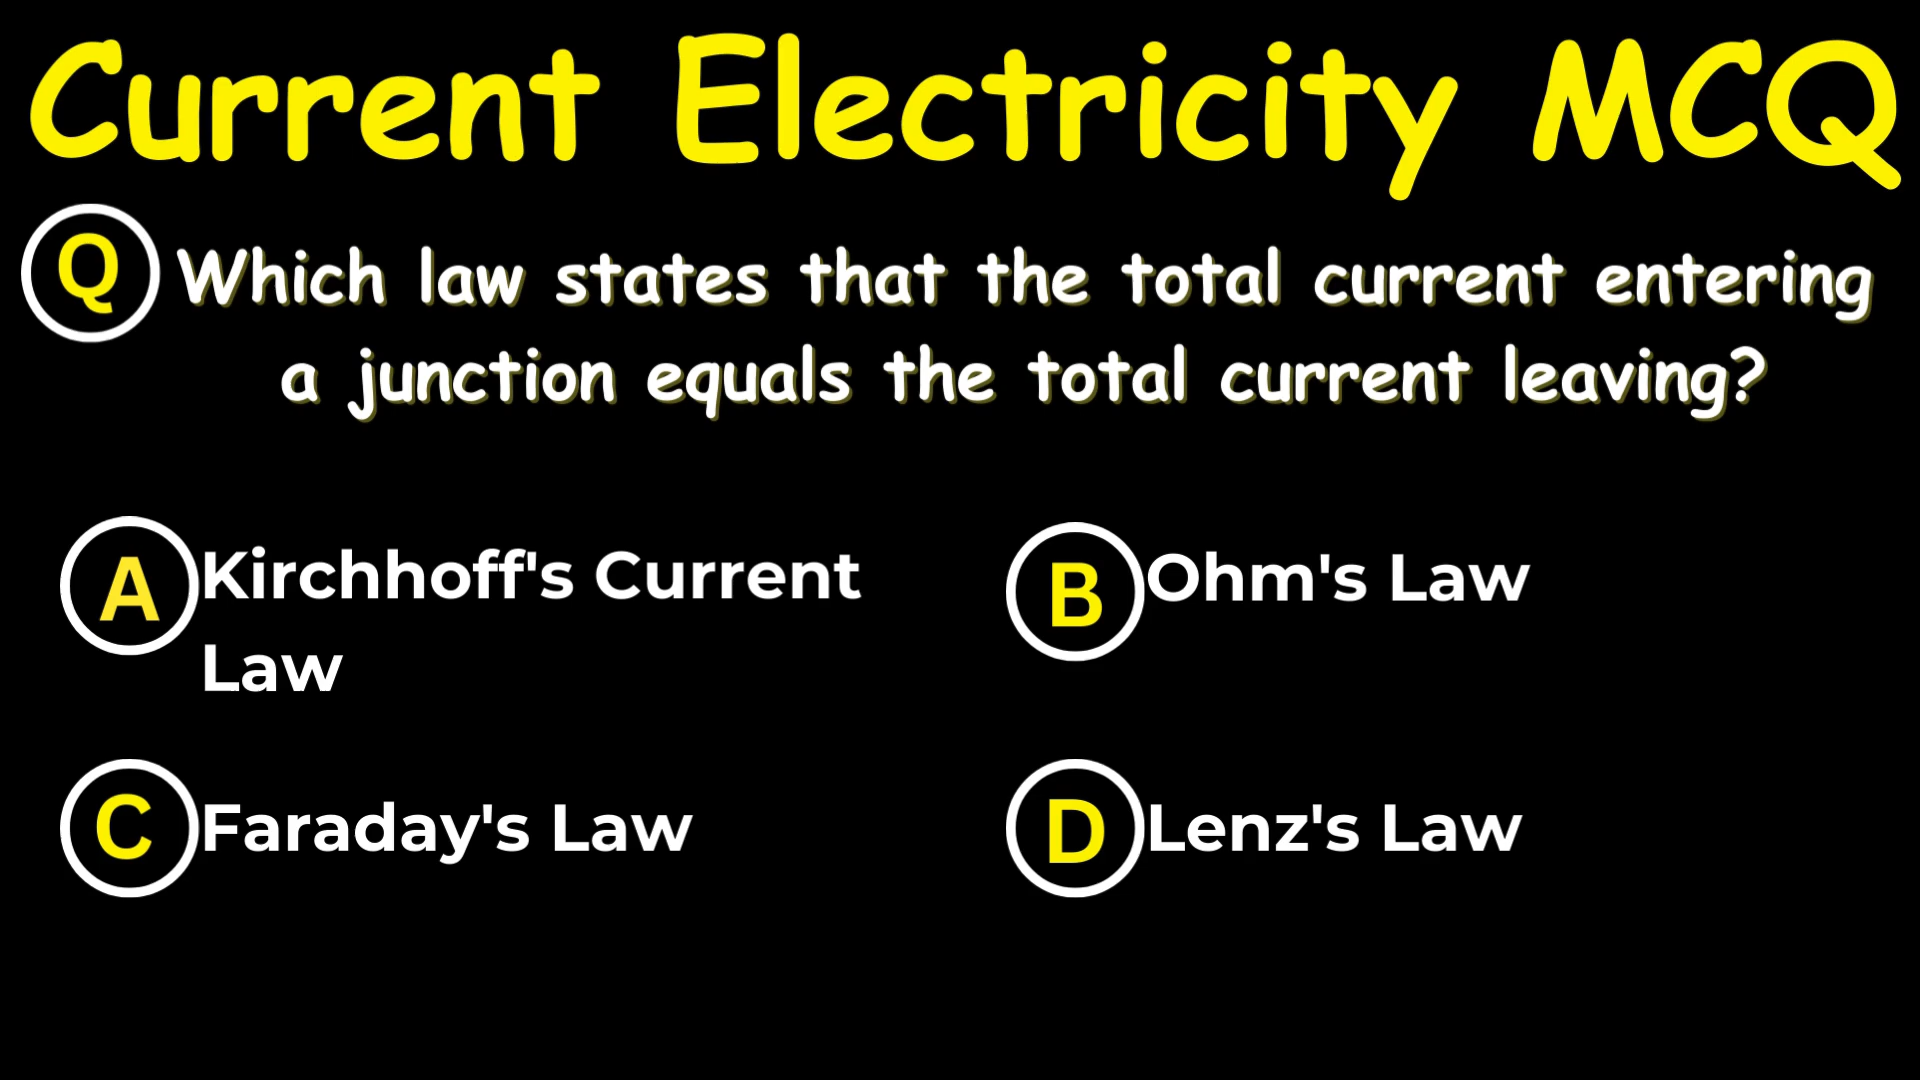 Current Electricity MCQ
Q Which law states that the total current entering
a junction equals the total current leaving?
A Kirchhoff's Current
Law
B Ohm's Law
C Faraday's Law
D Lenz's Law